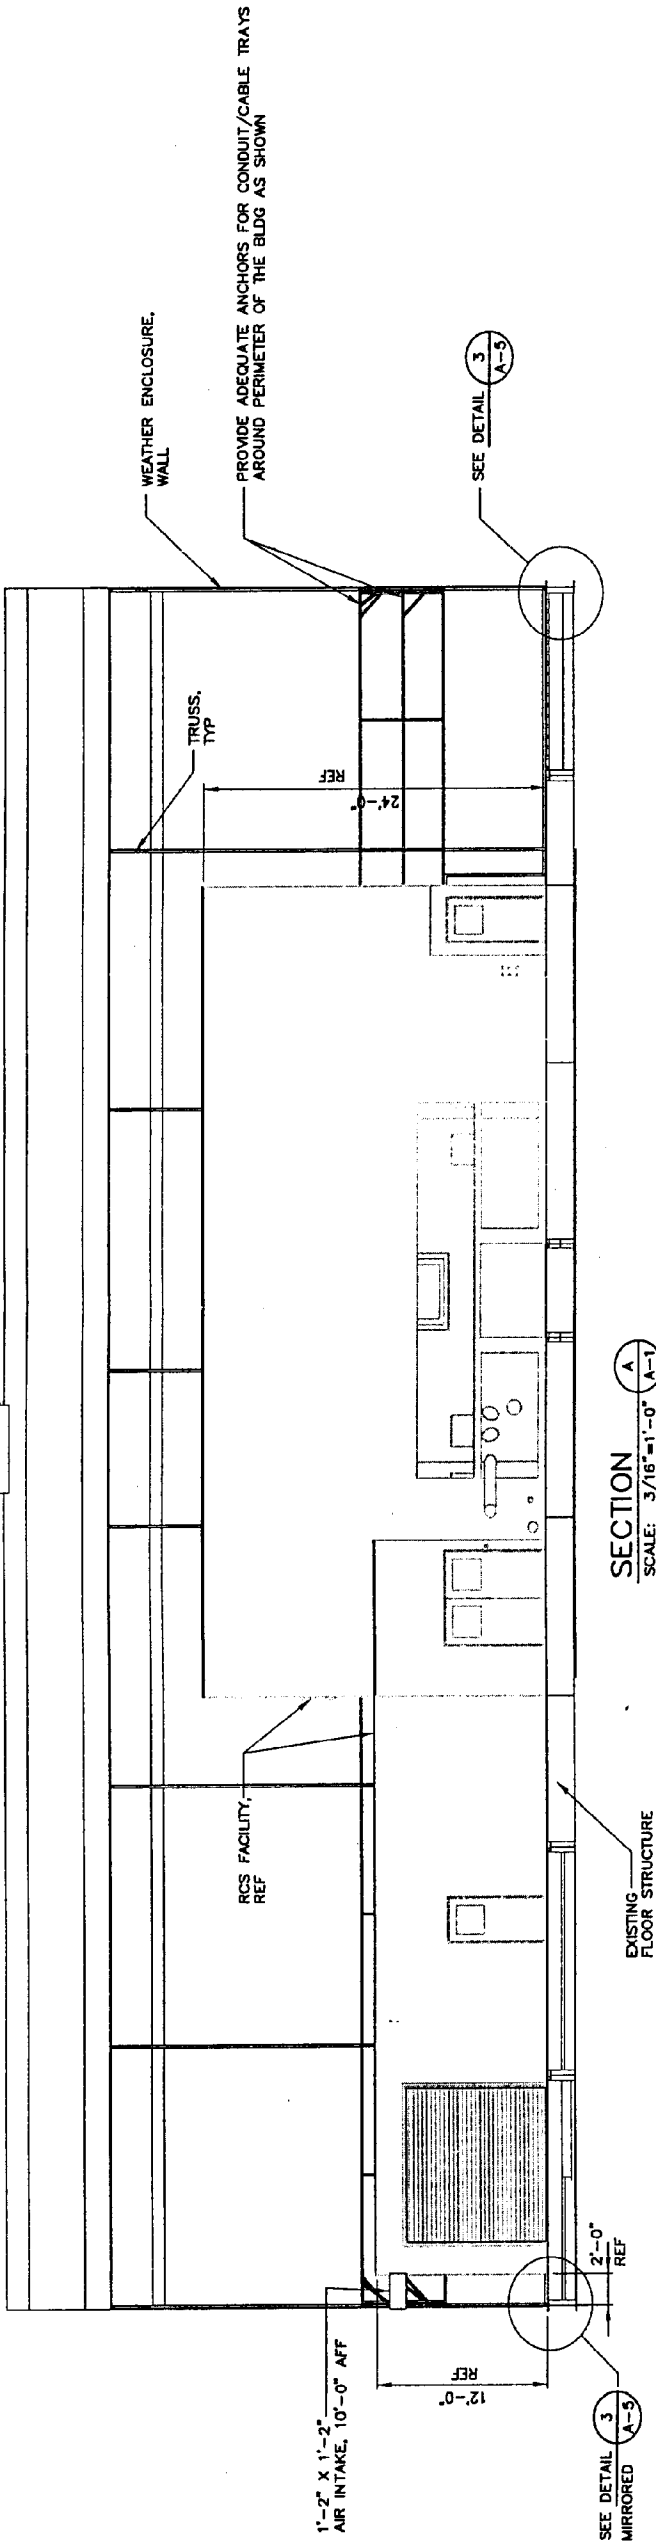 WEATHER ENCLOSURE,
WALL
PROVIDE ADEQUATE ANCHORS FOR CONDUIT/CABLE TRAYS
AROUND PERIMETER OF THE BLDG AS SHOWN
TRUSS,
TYP
SEE DETAIL
3
A-5
24'-0"
REF
RCS FACILITY,
REF
1'-2" X 1'-2"
AIR INTAKE, 10'-0" AFF
12'-0"
REF
2'-0"
REF
EXISTING
FLOOR STRUCTURE
SEE DETAIL
MIRRORED
3
A-5
SECTION
SCALE: 3/16"=1'-0"
A
A-1